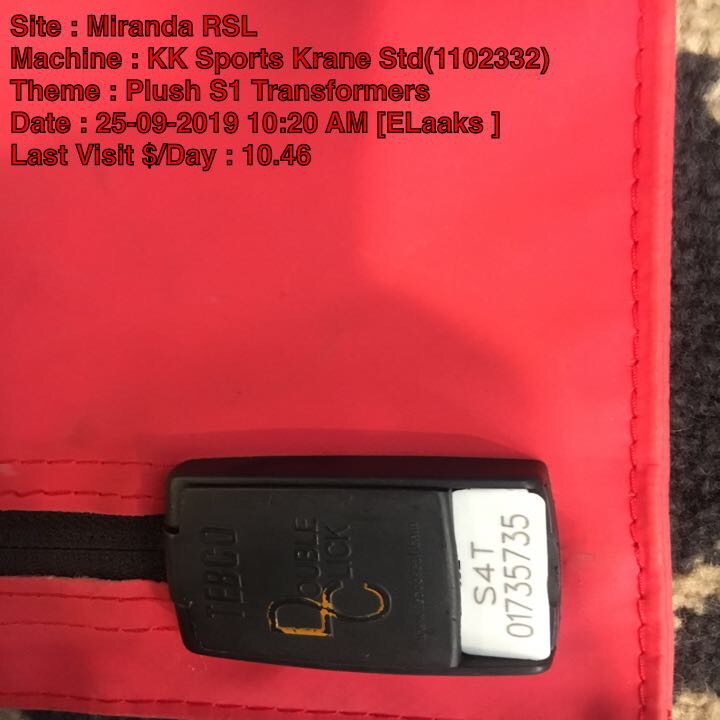 Site : Miranda RSL
Machine : KK Sports Krane Std(1102332)
Theme : Plush S1 Transformers
Date : 25-09-2019 10:20 AM [ELaaks ]
Last Visit $/Day : 10.46
TEBCO
DOUBLE
CLICK
S4T
01735735